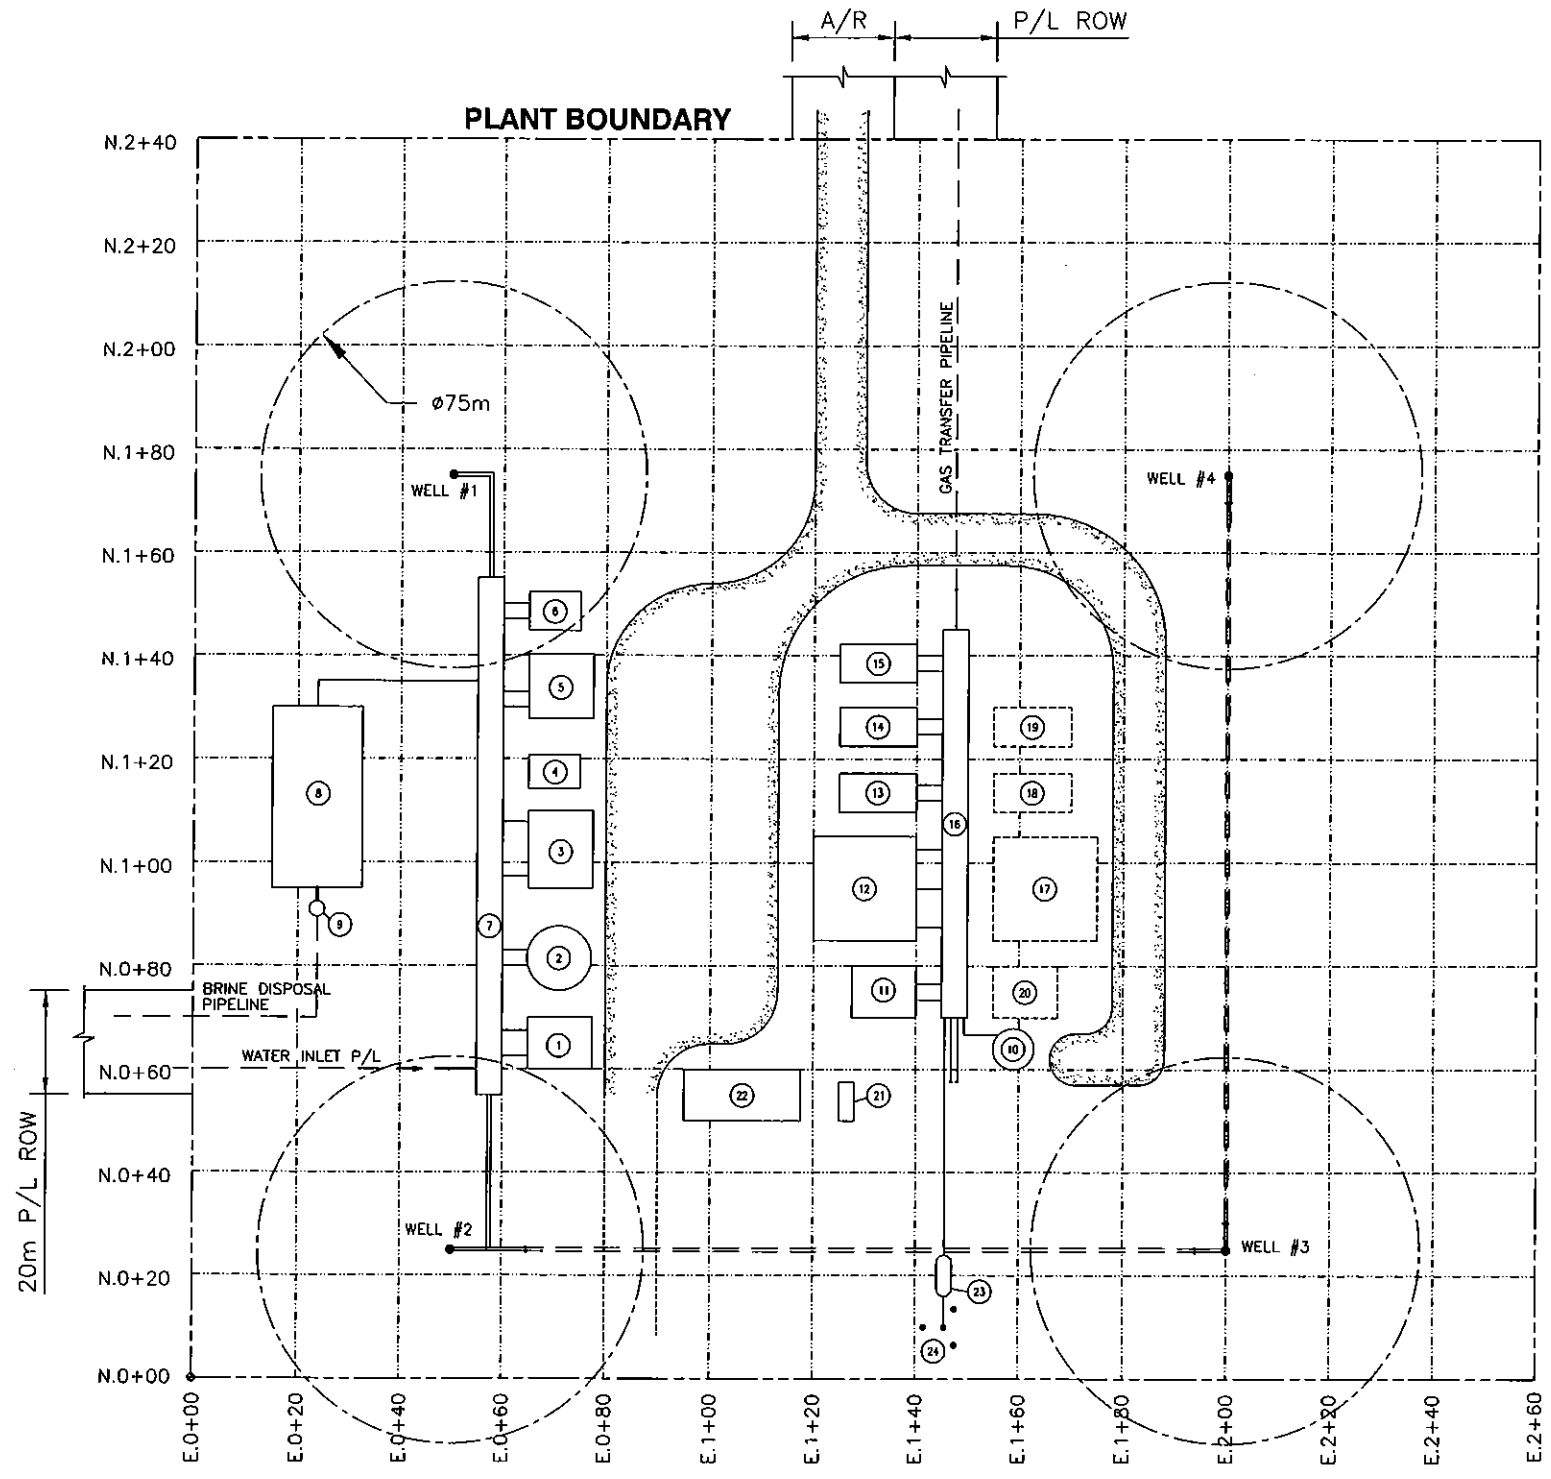 A/R
P/L ROW
PLANT BOUNDARY
N.2+40
N.2+20
N.2+00
GAS TRANSFER PIPELINE
ø75m
N.1+80
WELL #1
WELL #4
N.1+60
6
N.1+40
15
5
14
19
N.1+20
4
8
13
18
16
3
N.1+00
12
17
7
9
2
N.0+80
BRINE DISPOSAL
PIPELINE
11
20
1
10
WATER INLET P/L
N.0+60
22
21
20m P/L ROW
N.0+40
WELL #2
WELL #3
N.0+20
23
24
N.0+00
E.0+00
E.0+20
E.0+40
E.0+60
E.0+80
E.1+00
E.1+20
E.1+40
E.1+60
E.1+80
E.2+00
E.2+20
E.2+40
E.2+60